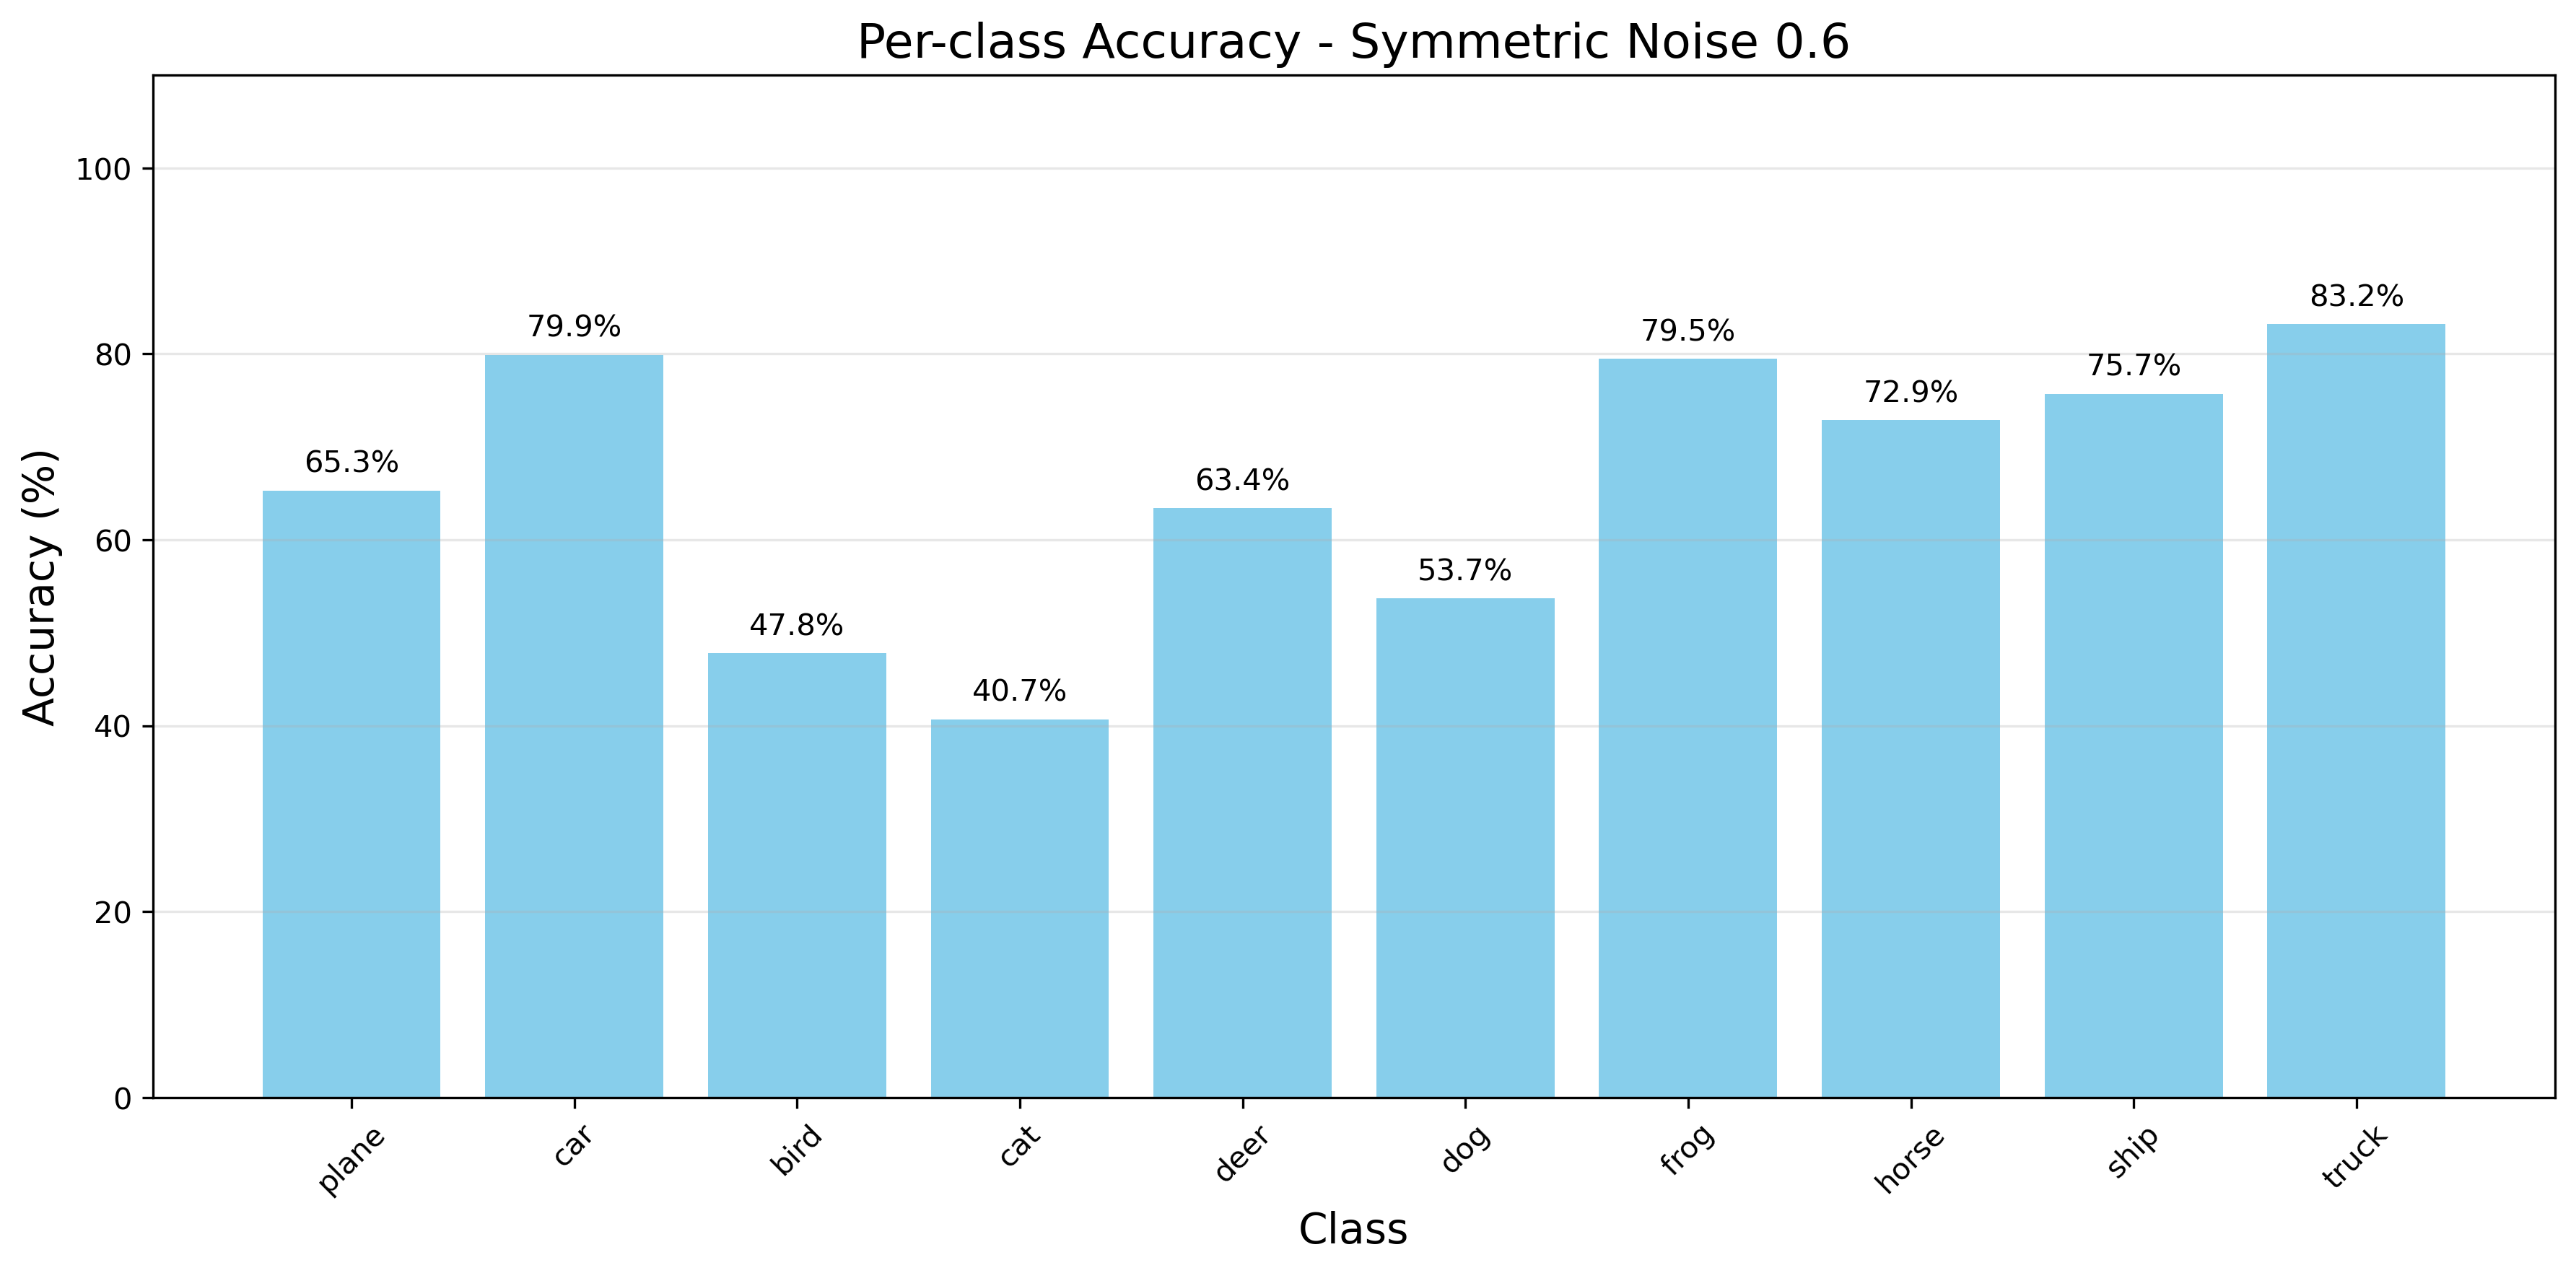 Per-class Accuracy - Symmetric Noise 0.6
Accuracy (%)
100
80
60
40
20
0
65.3%
79.9%
47.8%
40.7%
63.4%
53.7%
79.5%
72.9%
75.7%
83.2%
plane
car
bird
cat
deer
dog
frog
horse
ship
truck
Class